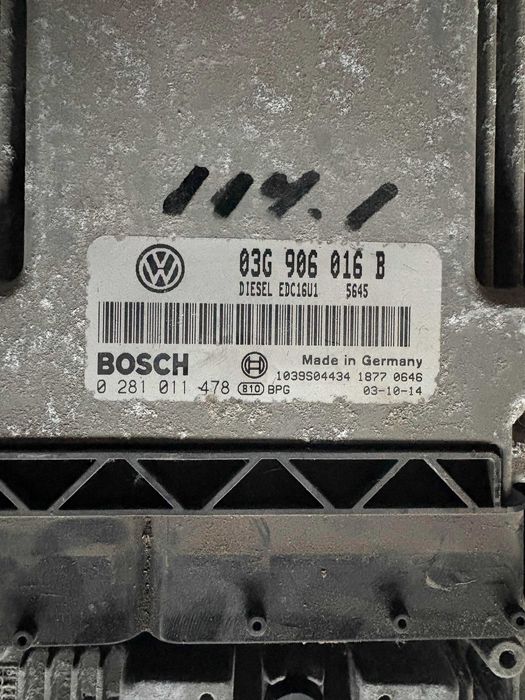 114.1
03G 906 016 B
DIESEL EDC16U1 5645
BOSCH
Made in Germany
1039S04434 1877 0646
0 281 011 478 810 BPG 03-10-14